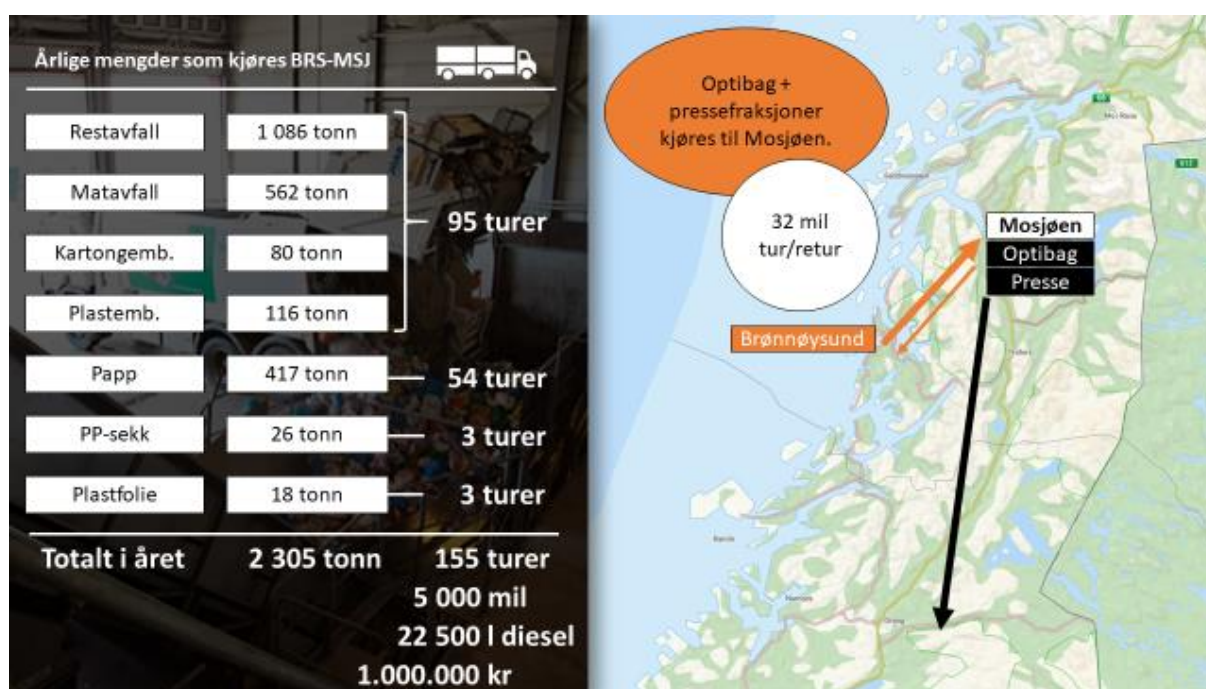 Årlige mengder som kjøres BRS-MSJ
Restavfall 1 086 tonn
Matavfall 562 tonn
95 turer
Kartongemb. 80 tonn
Plastemb. 116 tonn
Papp 417 tonn 54 turer
PP-sekk 26 tonn 3 turer
Plastfolie 18 tonn 3 turer
Totalt i året 2 305 tonn 155 turer
5 000 mil
22 500 l diesel
1.000.000 kr
Optibag +
pressefraksjoner
kjøres til Mosjøen.
32 mil
tur/retur
Mosjøen
Optibag
Presse
Brønnøysund
Namsos